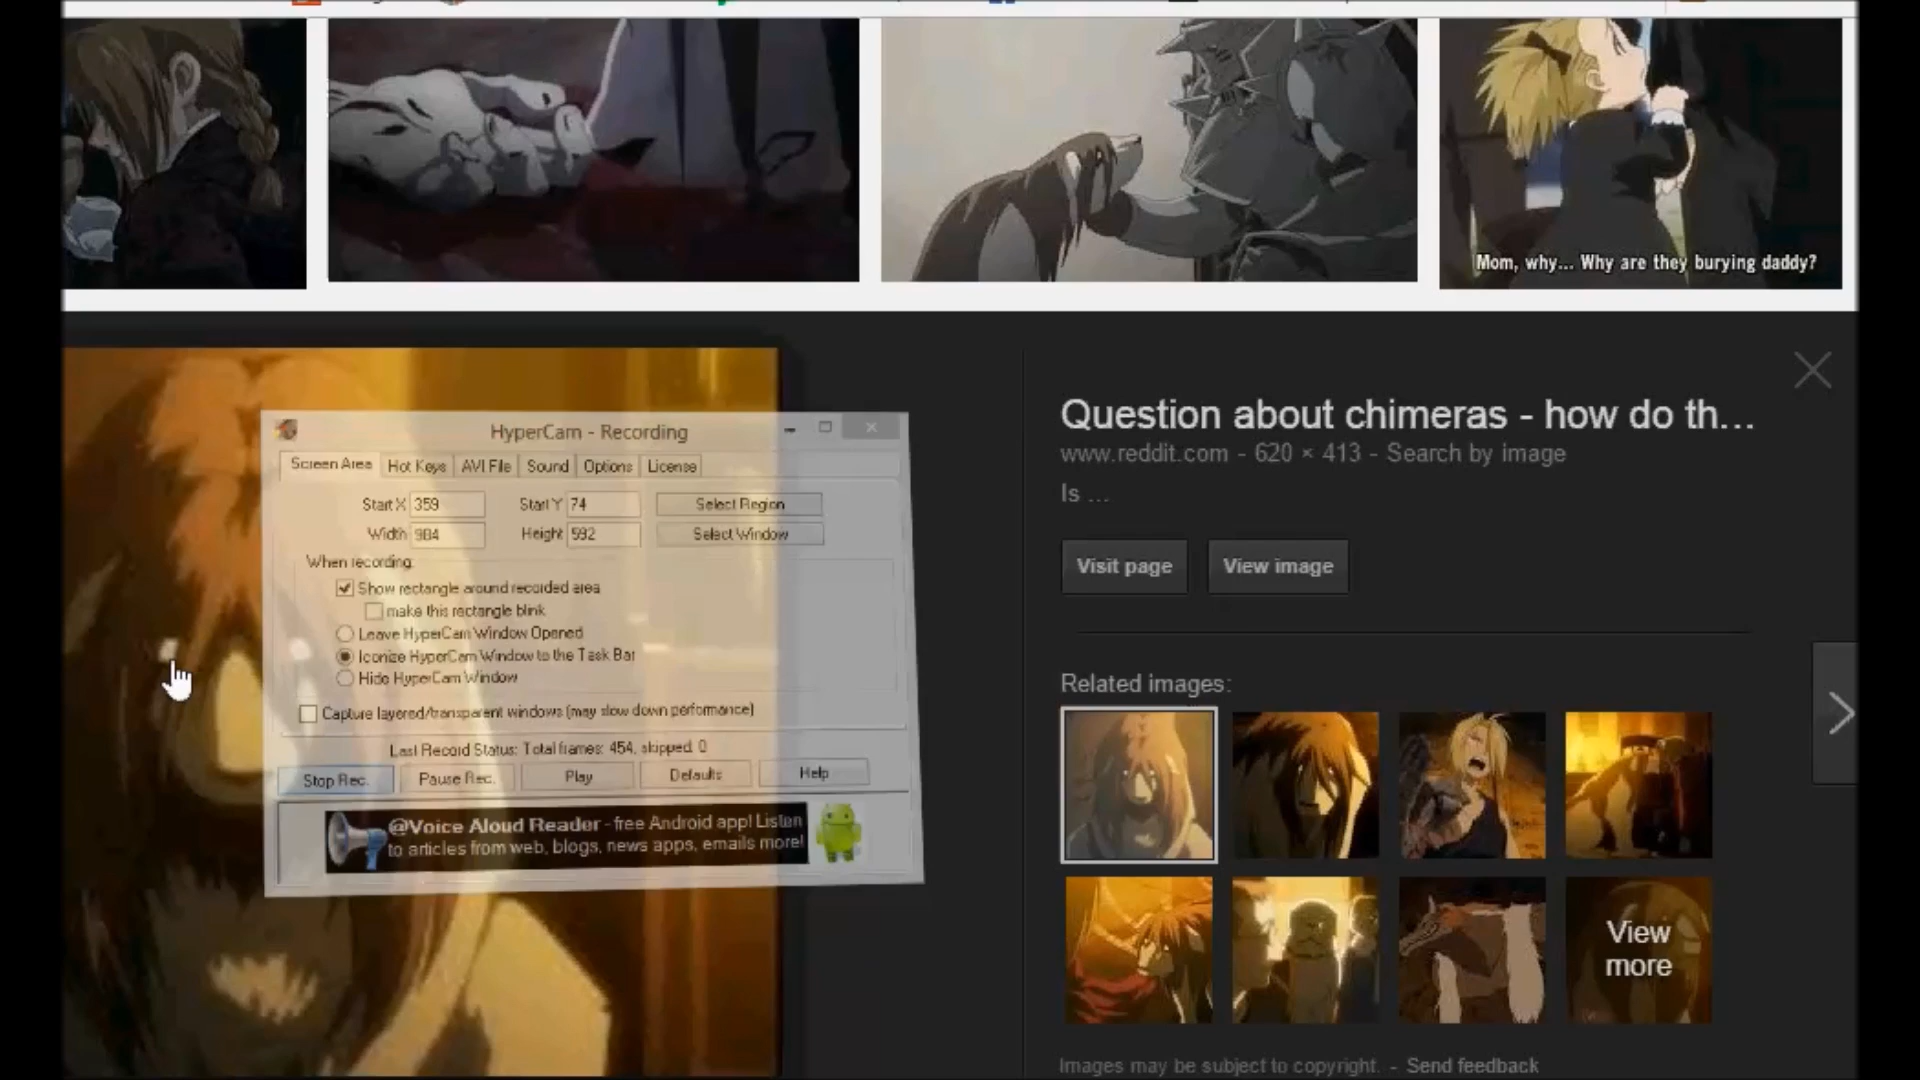 Mom, why... Why are they burying daddy?
HyperCam - Recording
Screen Area Hot Keys AVI File Sound Options License
Start X 359 Start Y 74 Select Region
Width 984 Height 592 Select Window
When recording:
Show rectangle around recorded area
make this rectangle blink
Leave HyperCam Window Opened
Iconize HyperCam Window to the Task Bar
Hide HyperCam Window
Capture layered/transparent windows (may slow down performance)
Last Record Status: Total frames: 454, skipped: 0
Stop Rec. Pause Rec. Play Defaults Help
@Voice Aloud Reader - free Android app! Listen
to articles from web, blogs, news apps, emails more!
Question about chimeras - how do th...
www.reddit.com - 620 × 413 - Search by image
Is ...
Visit page View image
Related images:
View
more
Images may be subject to copyright. - Send feedback